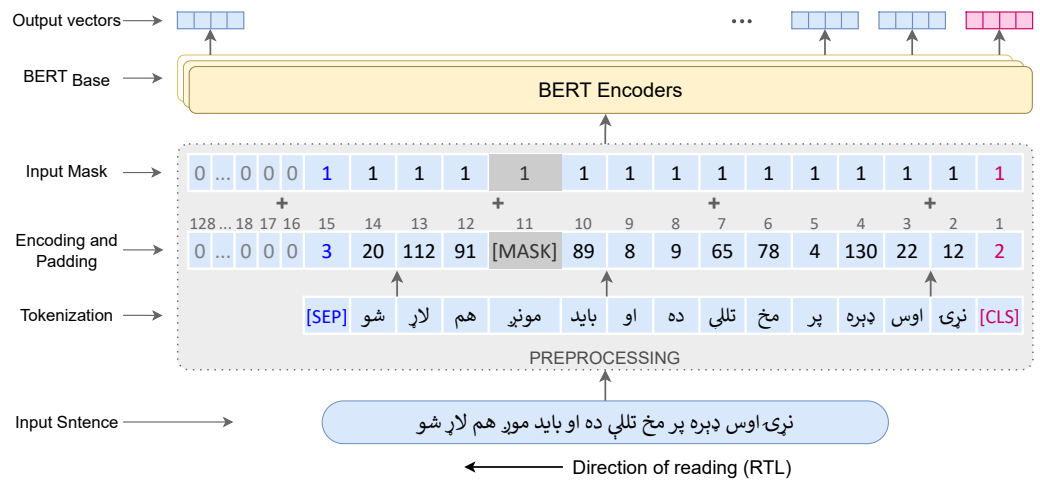 Output vectors ...
BERT Base
BERT Encoders
Input Mask
0 ... 0 0 0 1 1 1 1 1 1 1 1 1 1 1 1 1 1 1
+ + + +
128 ... 18 17 16 15 14 13 12 11 10 9 8 7 6 5 4 3 2 1
Encoding and
Padding
0 ... 0 0 0 3 20 112 91 [MASK] 89 8 9 65 78 4 130 22 12 2
Tokenization
[CLS] نړۍ اوس ډېره پر مخ تللې ده او باید مونږ هم لاړ شو [SEP]
PREPROCESSING
Input Sntence
نړۍ اوس ډېره پر مخ تللې ده او باید موږ هم لاړ شو
Direction of reading (RTL)